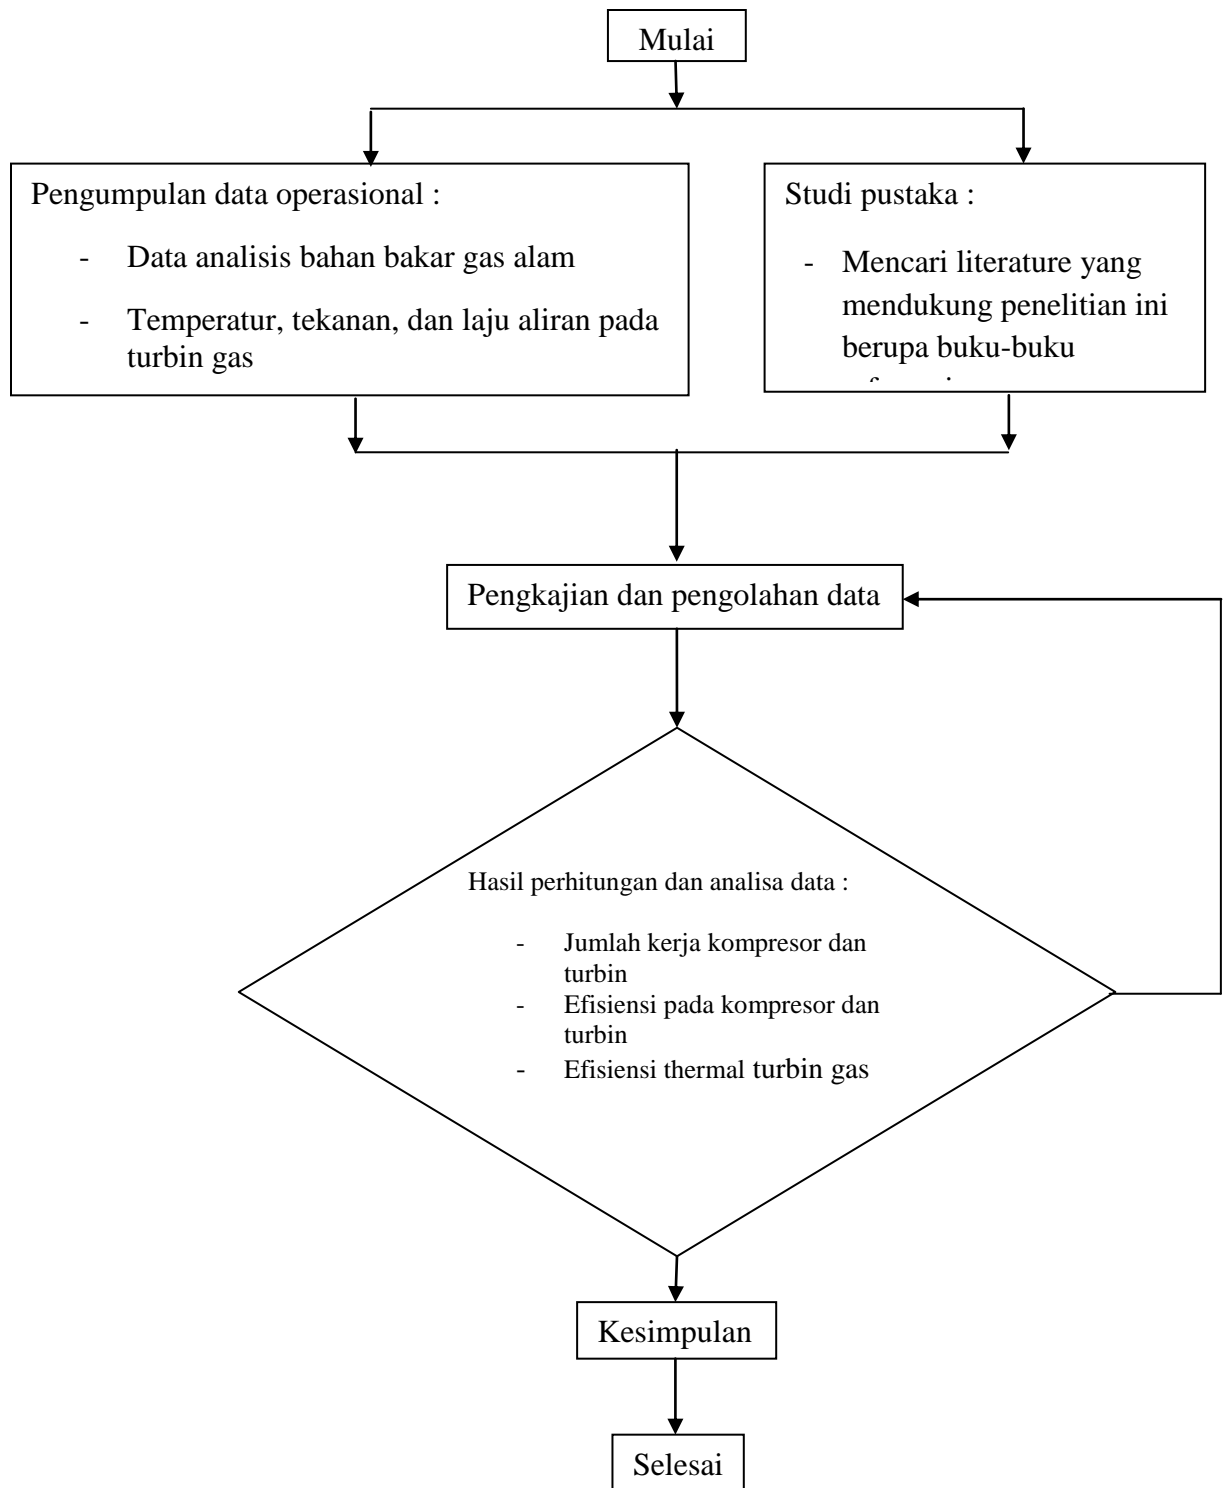 Mulai
Pengumpulan data operasional :
- Data analisis bahan bakar gas alam
- Temperatur, tekanan, dan laju aliran pada
turbin gas
Studi pustaka :
- Mencari literature yang
mendukung penelitian ini
berupa buku-buku
Pengkajian dan pengolahan data
Hasil perhitungan dan analisa data :
- Jumlah kerja kompresor dan
turbin
- Efisiensi pada kompresor dan
turbin
- Efisiensi thermal turbin gas
Kesimpulan
Selesai